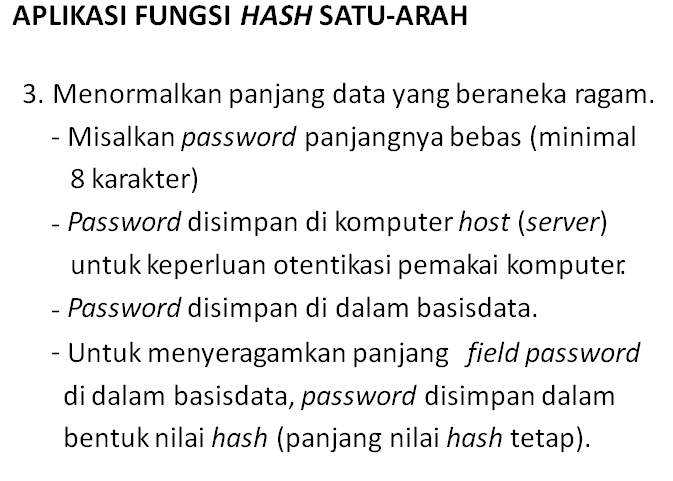 APLIKASI FUNGSI HASH SATU-ARAH
3. Menormalkan panjang data yang beraneka ragam.
- Misalkan password panjangnya bebas (minimal
8 karakter)
- Password disimpan di komputer host (server)
untuk keperluan otentikasi pemakai komputer.
- Password disimpan di dalam basisdata.
- Untuk menyeragamkan panjang field password
di dalam basisdata, password disimpan dalam
bentuk nilai hash (panjang nilai hash tetap).